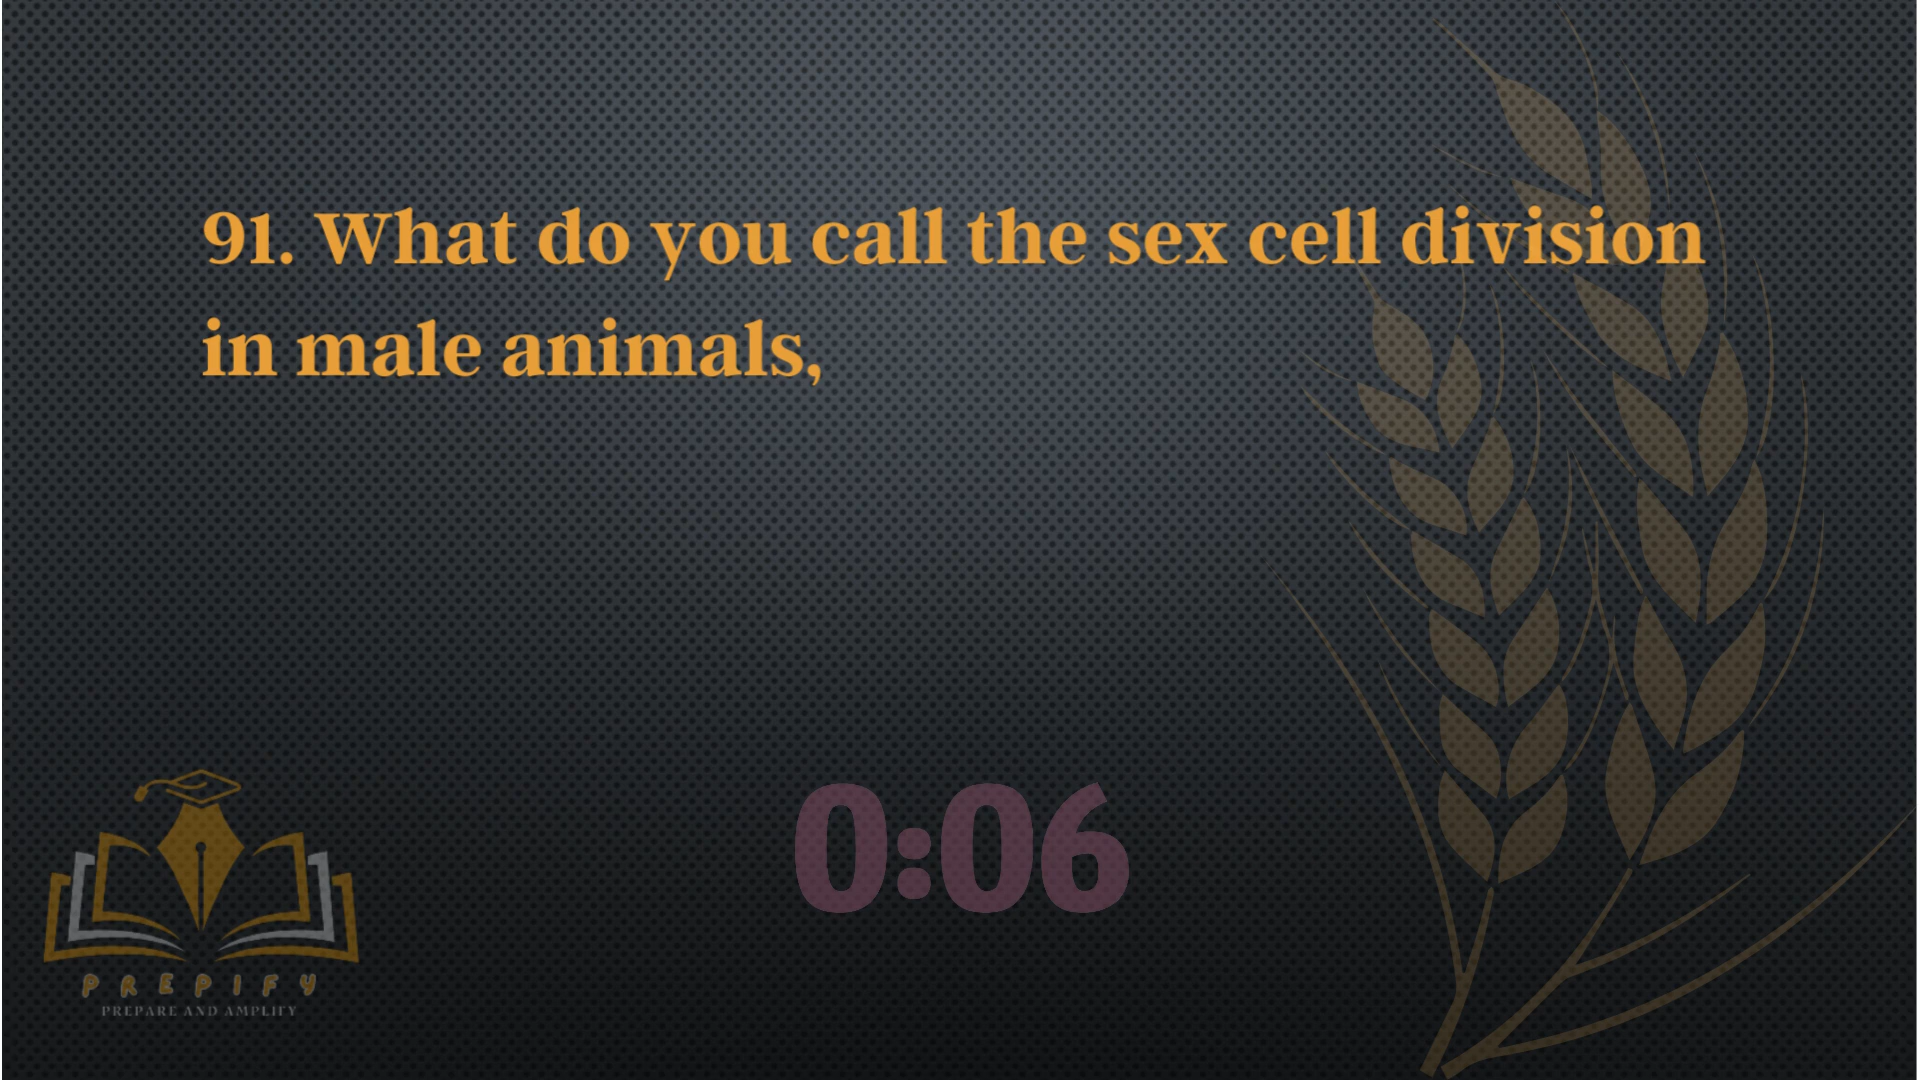 91. What do you call the sex cell division
in male animals,
0:06
PREPIFY
PREPARE AND AMPLIFY